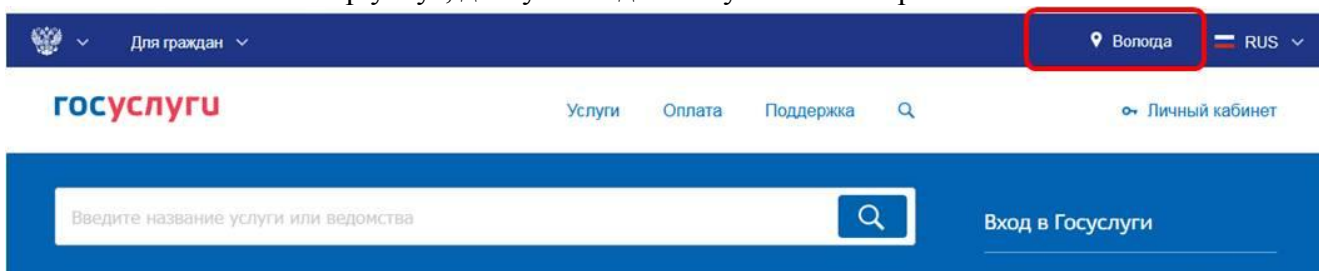 Для граждан Вологда RUS
госуслуги Услуги Оплата Поддержка Личный кабинет
Введите название услуги или ведомства Вход в Госуслуги